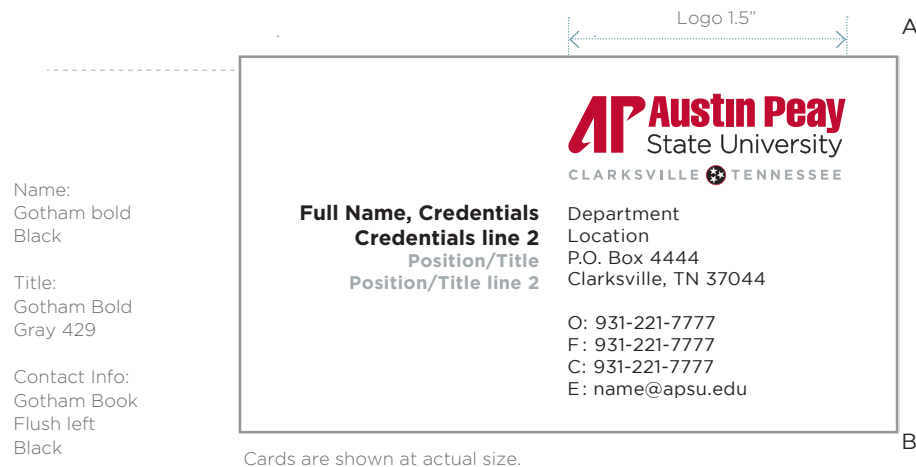 Logo 1.5”
A
AP Austin Peay
State University
CLARKSVILLE TENNESSEE
Name:
Gotham bold
Black
Title:
Gotham Bold
Gray 429
Contact Info:
Gotham Book
Flush left
Black
Full Name, Credentials
Credentials line 2
Position/Title
Position/Title line 2
Department
Location
P.O. Box 4444
Clarksville, TN 37044
O: 931-221-7777
F: 931-221-7777
C: 931-221-7777
E: name@apsu.edu
B
Cards are shown at actual size.